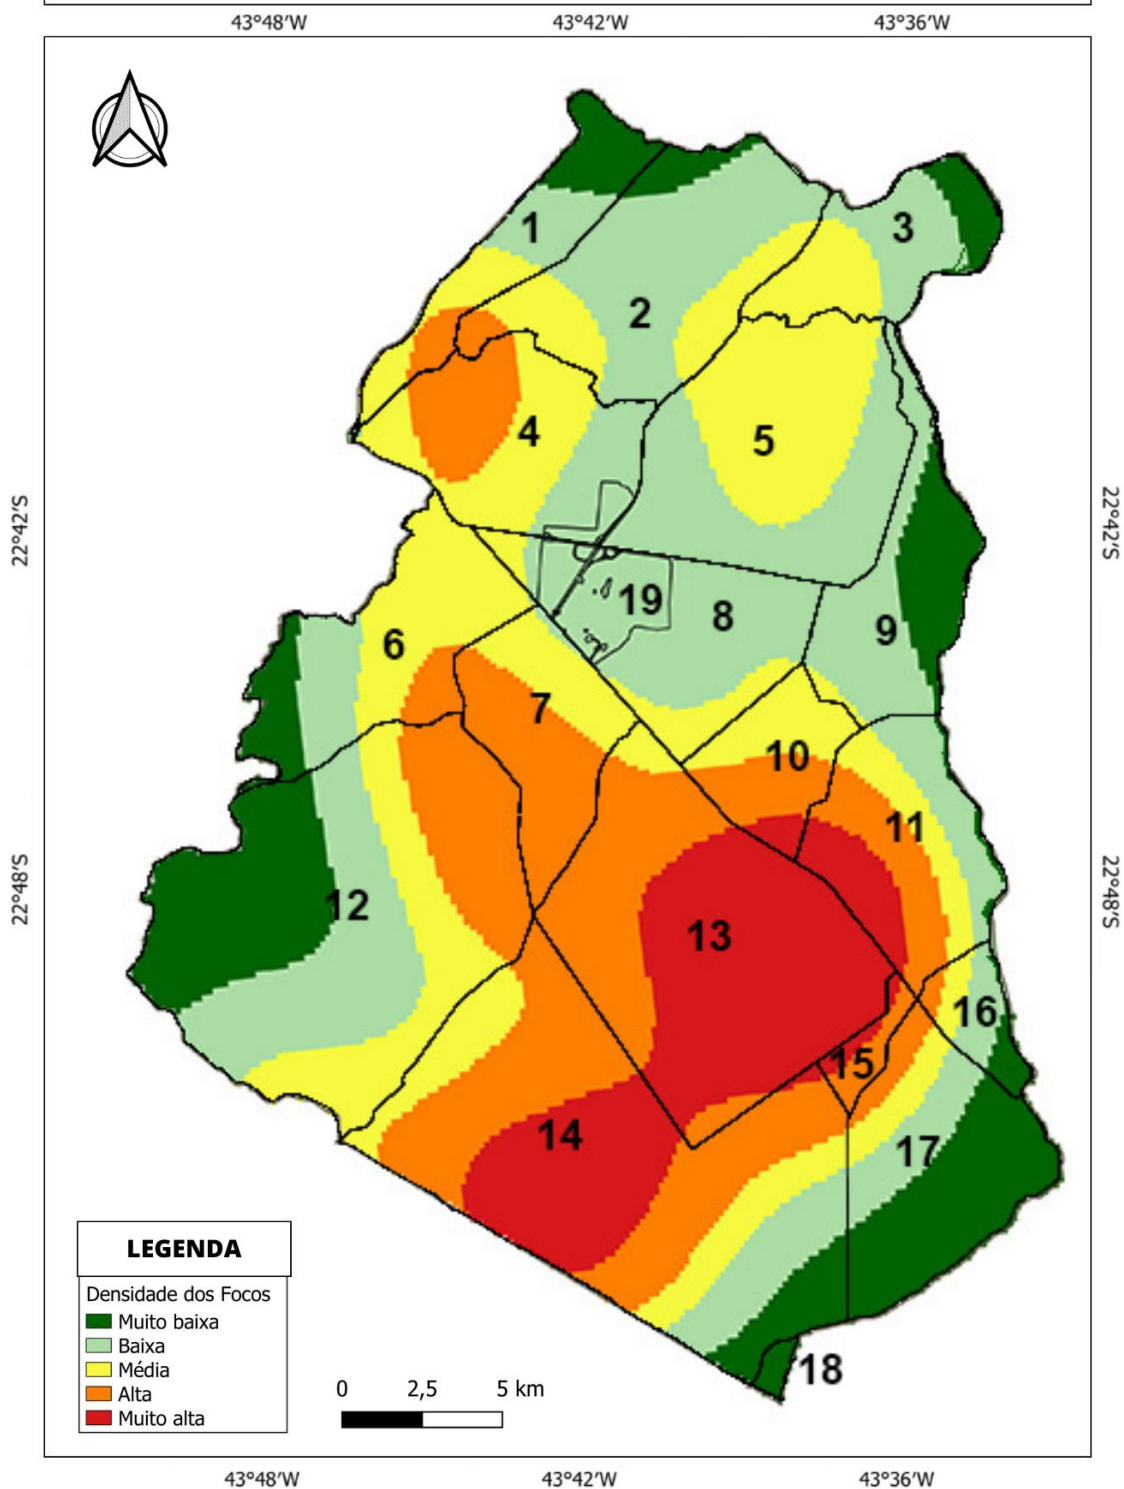 43°48'W 43°42'W 43°36'W
1
3
2
4
5
22°42'S 22°42'S
19
8
9
6
7
10
11
22°48'S 22°48'S
12
13
16
15
14
17
LEGENDA
Densidade dos Focos
Muito baixa
Baixa
Média
Alta
Muito alta
0 2,5 5 km
18
43°48'W 43°42'W 43°36'W